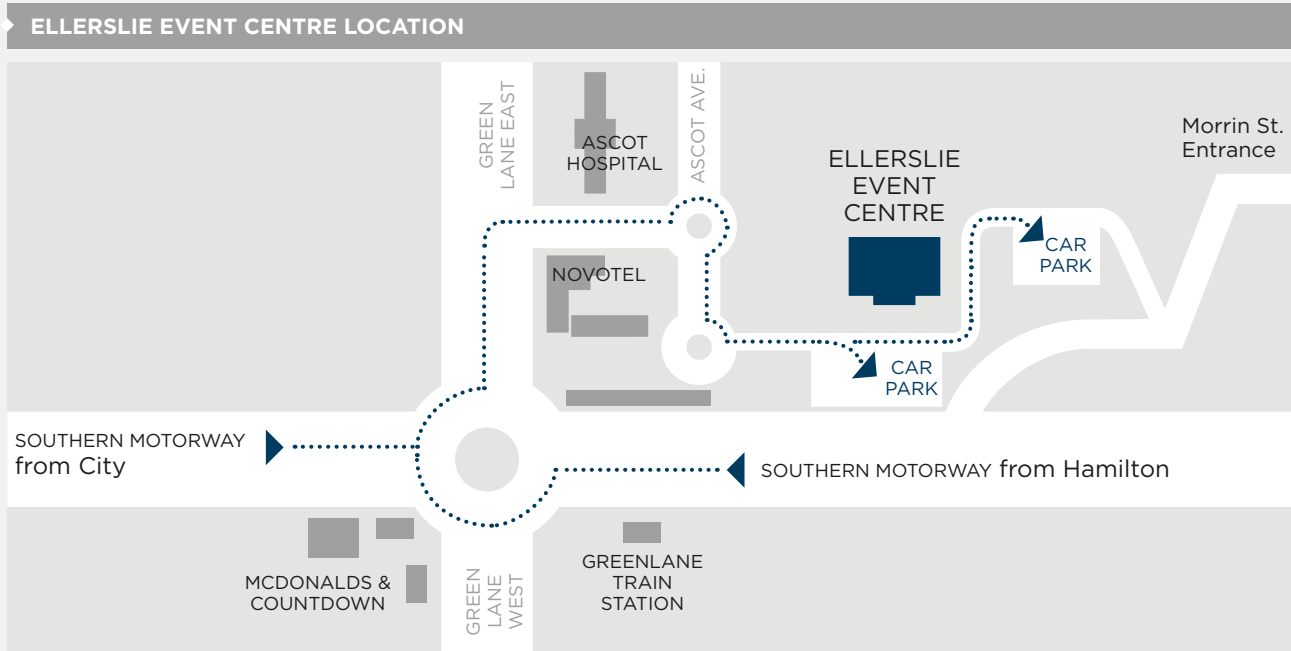 ELLERSLIE EVENT CENTRE LOCATION
GREEN
LANE EAST
ASCOT
HOSPITAL
ASCOT AVE.
ELLERSLIE
EVENT
CENTRE
Morrin St.
Entrance
CAR
PARK
NOVOTEL
CAR
PARK
SOUTHERN MOTORWAY
from City
SOUTHERN MOTORWAY from Hamilton
MCDONALDS &
COUNTDOWN
GREEN
LANE
WEST
GREENLANE
TRAIN
STATION